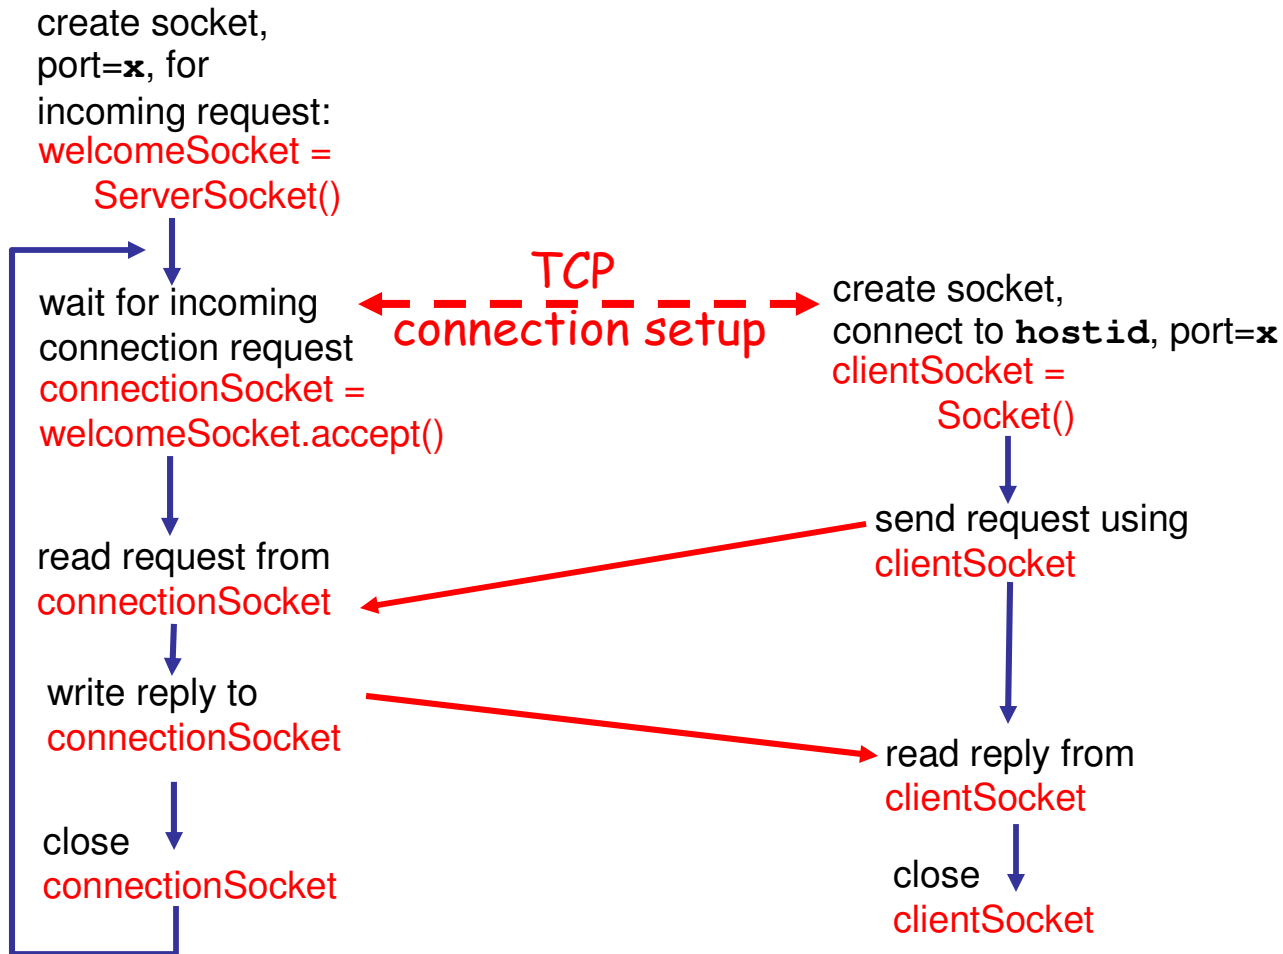 create socket,
port=x, for
incoming request:
welcomeSocket =
ServerSocket()
TCP
connection setup
wait for incoming
connection request
connectionSocket =
welcomeSocket.accept()
create socket,
connect to hostid, port=x
clientSocket =
Socket()
send request using
clientSocket
read request from
connectionSocket
write reply to
connectionSocket
read reply from
clientSocket
close
connectionSocket
close
clientSocket